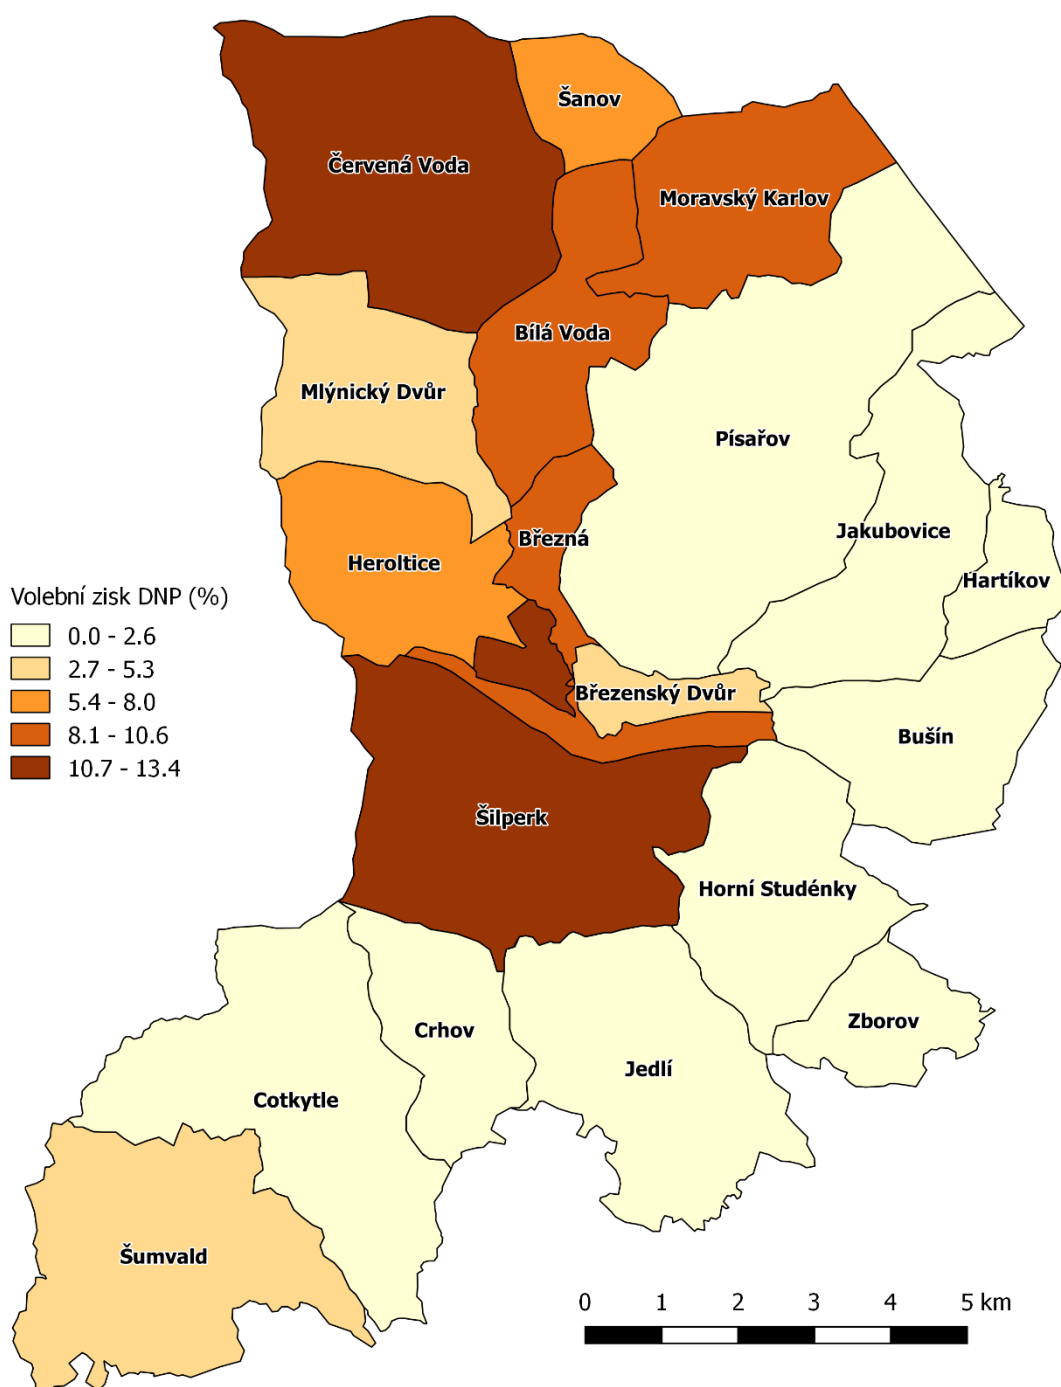 Šanov
Červená Voda
Moravský Karlov
Bílá Voda
Mlýnický Dvůr
Písařov
Jakubovice
Březná
Heroltice
Hartíkov
Volební zisk DNP (%)
0.0 - 2.6
2.7 - 5.3
5.4 - 8.0
8.1 - 10.6
10.7 - 13.4
Březenský Dvůr
Bušín
Šilperk
Horní Studénky
Zborov
Crhov
Jedlí
Cotkytle
Šumvald
0 1 2 3 4 5 km